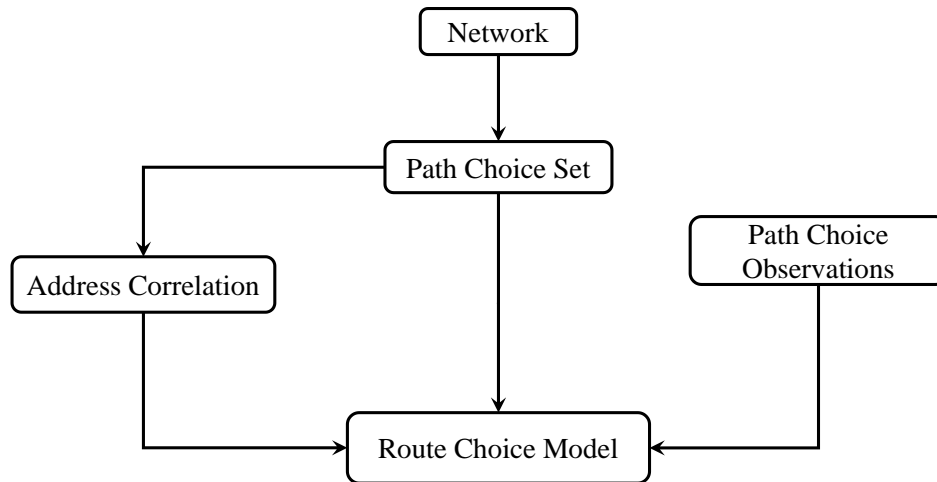 Network
Path Choice Set
Path Choice
Observations
Address Correlation
Route Choice Model